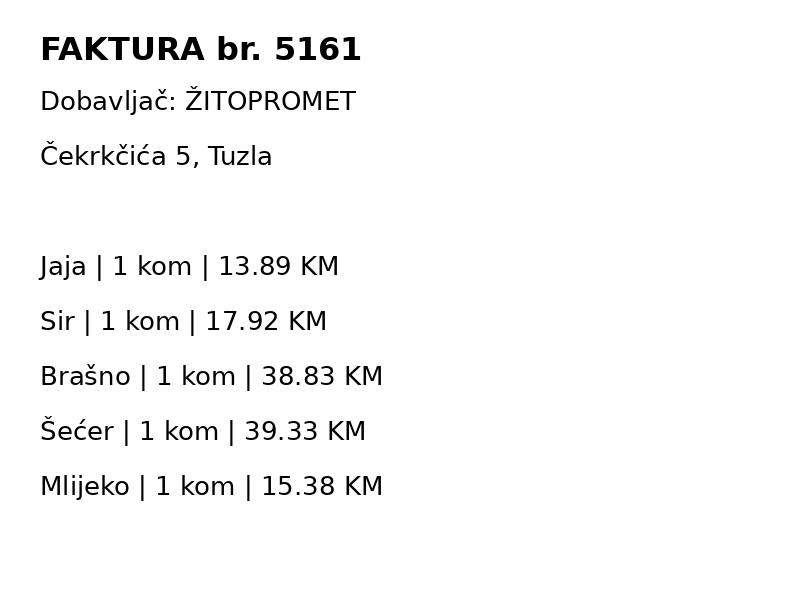 FAKTURA br. 5161
Dobavljač: ŽITOPROMET
Čekrkčića 5, Tuzla
Jaja | 1 kom | 13.89 KM
Sir | 1 kom | 17.92 KM
Brašno | 1 kom | 38.83 KM
Šećer | 1 kom | 39.33 KM
Mlijeko | 1 kom | 15.38 KM